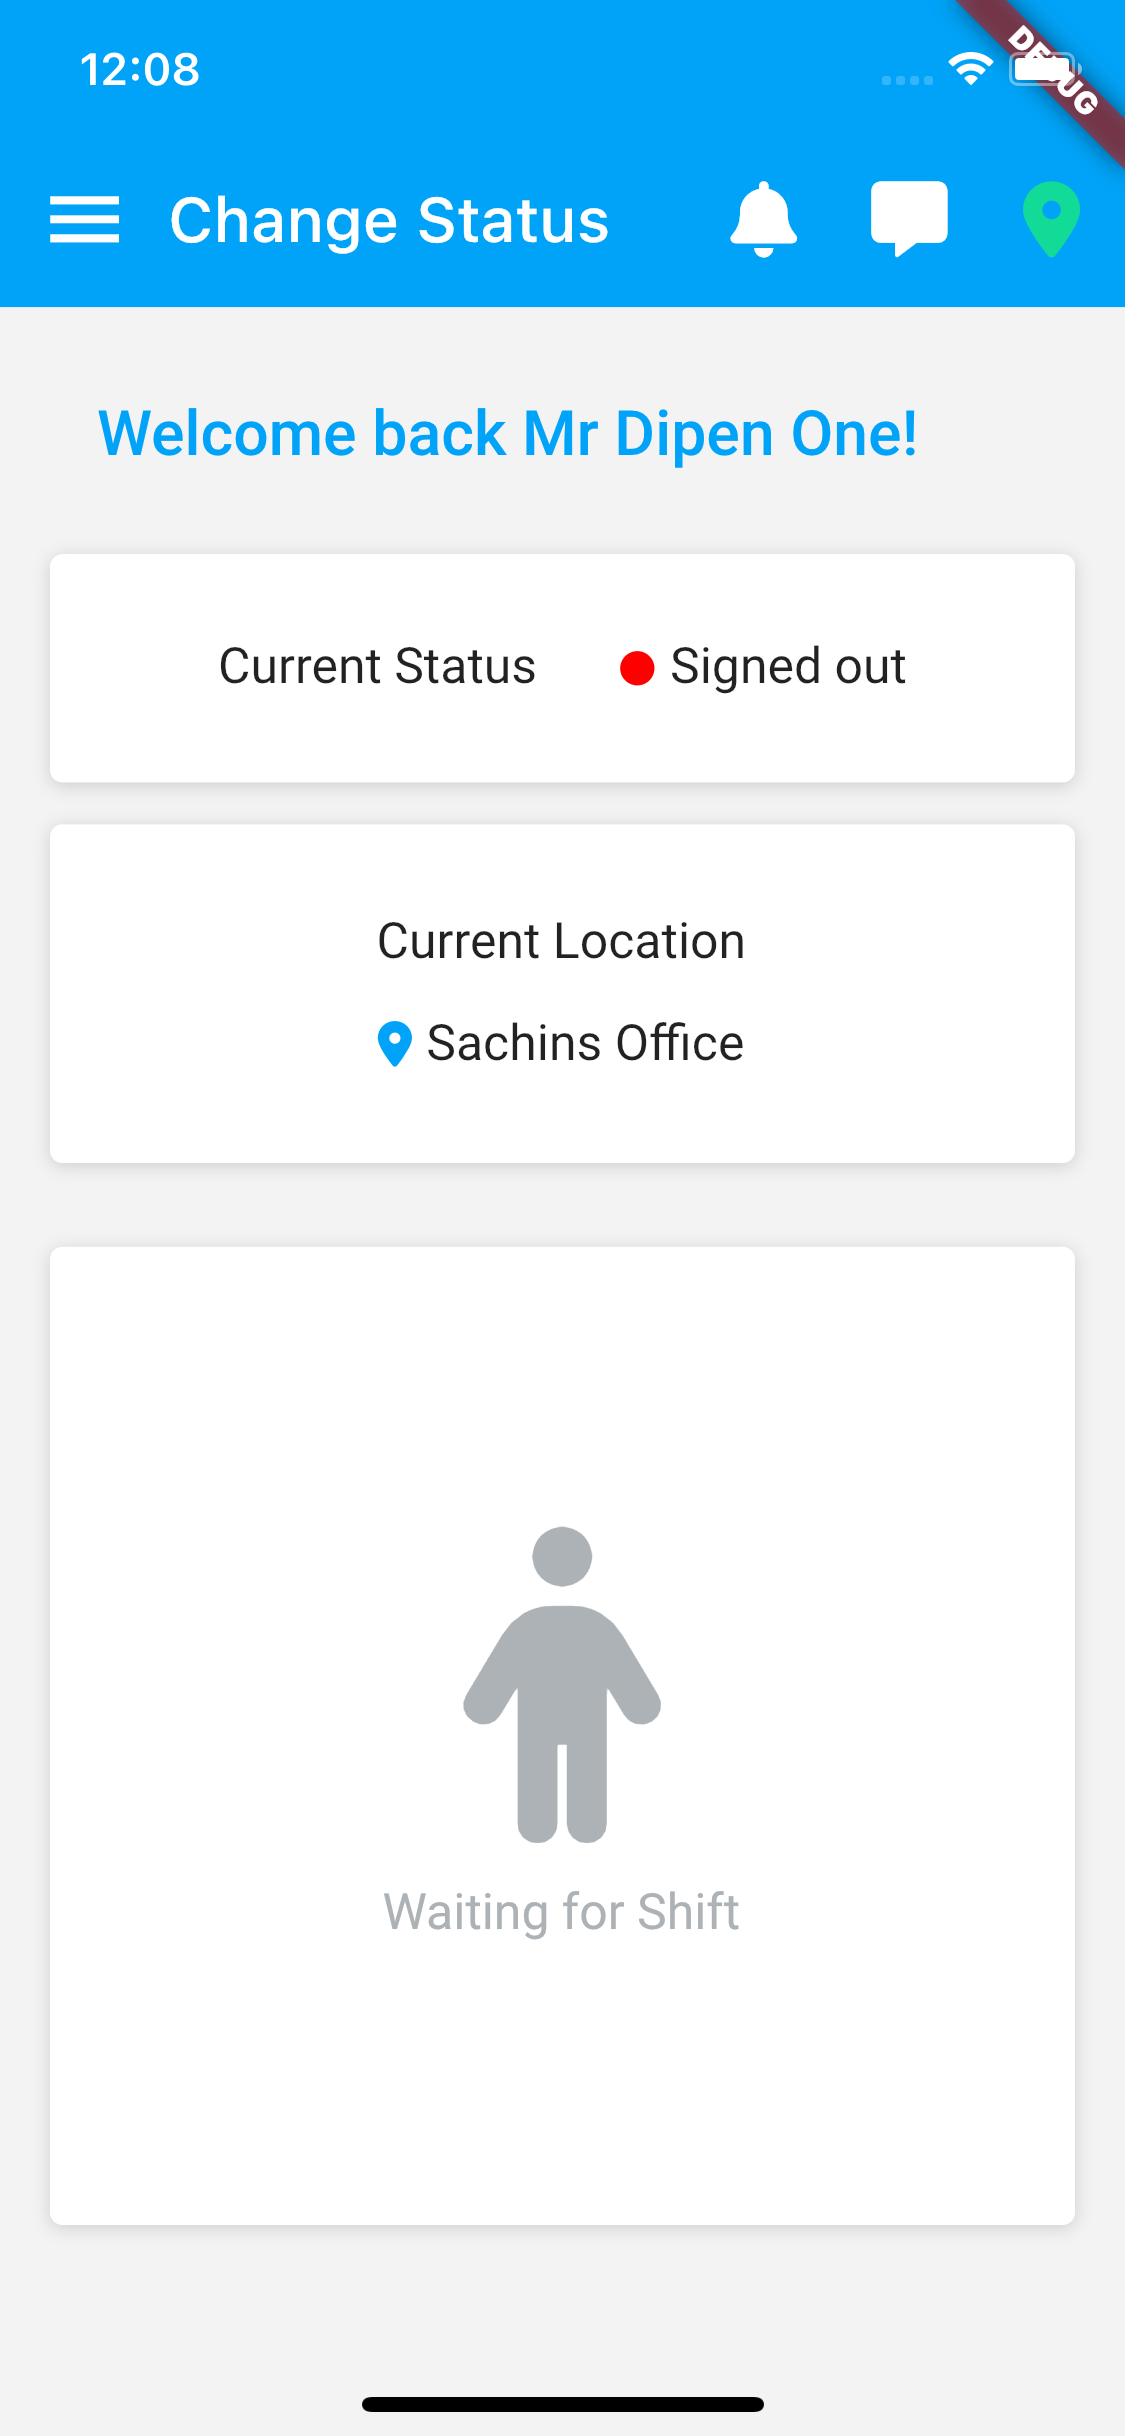 12:08
DEBUG
Change Status
Welcome back Mr Dipen One!
Current Status
Signed out
Current Location
Sachins Office
Waiting for Shift